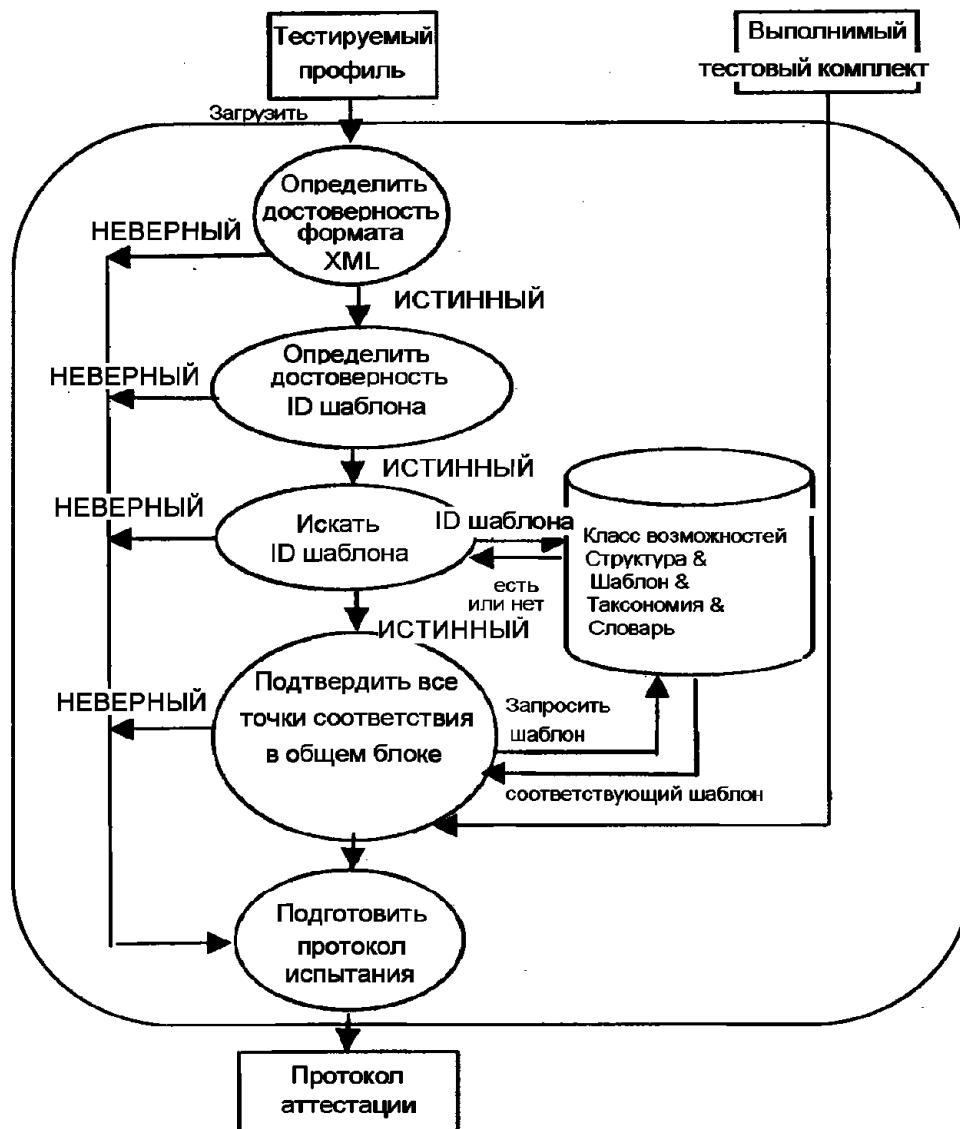 Тестируемый
профиль
Выполнимый
тестовый комплект
Загрузить
Определить
достоверность
формата
XML
НЕВЕРНЫЙ
ИСТИННЫЙ
Определить
достоверность
ID шаблона
НЕВЕРНЫЙ
ИСТИННЫЙ
НЕВЕРНЫЙ
Искать
ID шаблона
ID шаблона
есть
или нет
Класс возможностей
Структура &
Шаблон &
Таксономия &
Словарь
ИСТИННЫЙ
НЕВЕРНЫЙ
Подтвердить все
точки соответствия
в общем блоке
Запросить
шаблон
соответствующий шаблон
Подготовить
протокол
испытания
Протокол
аттестации